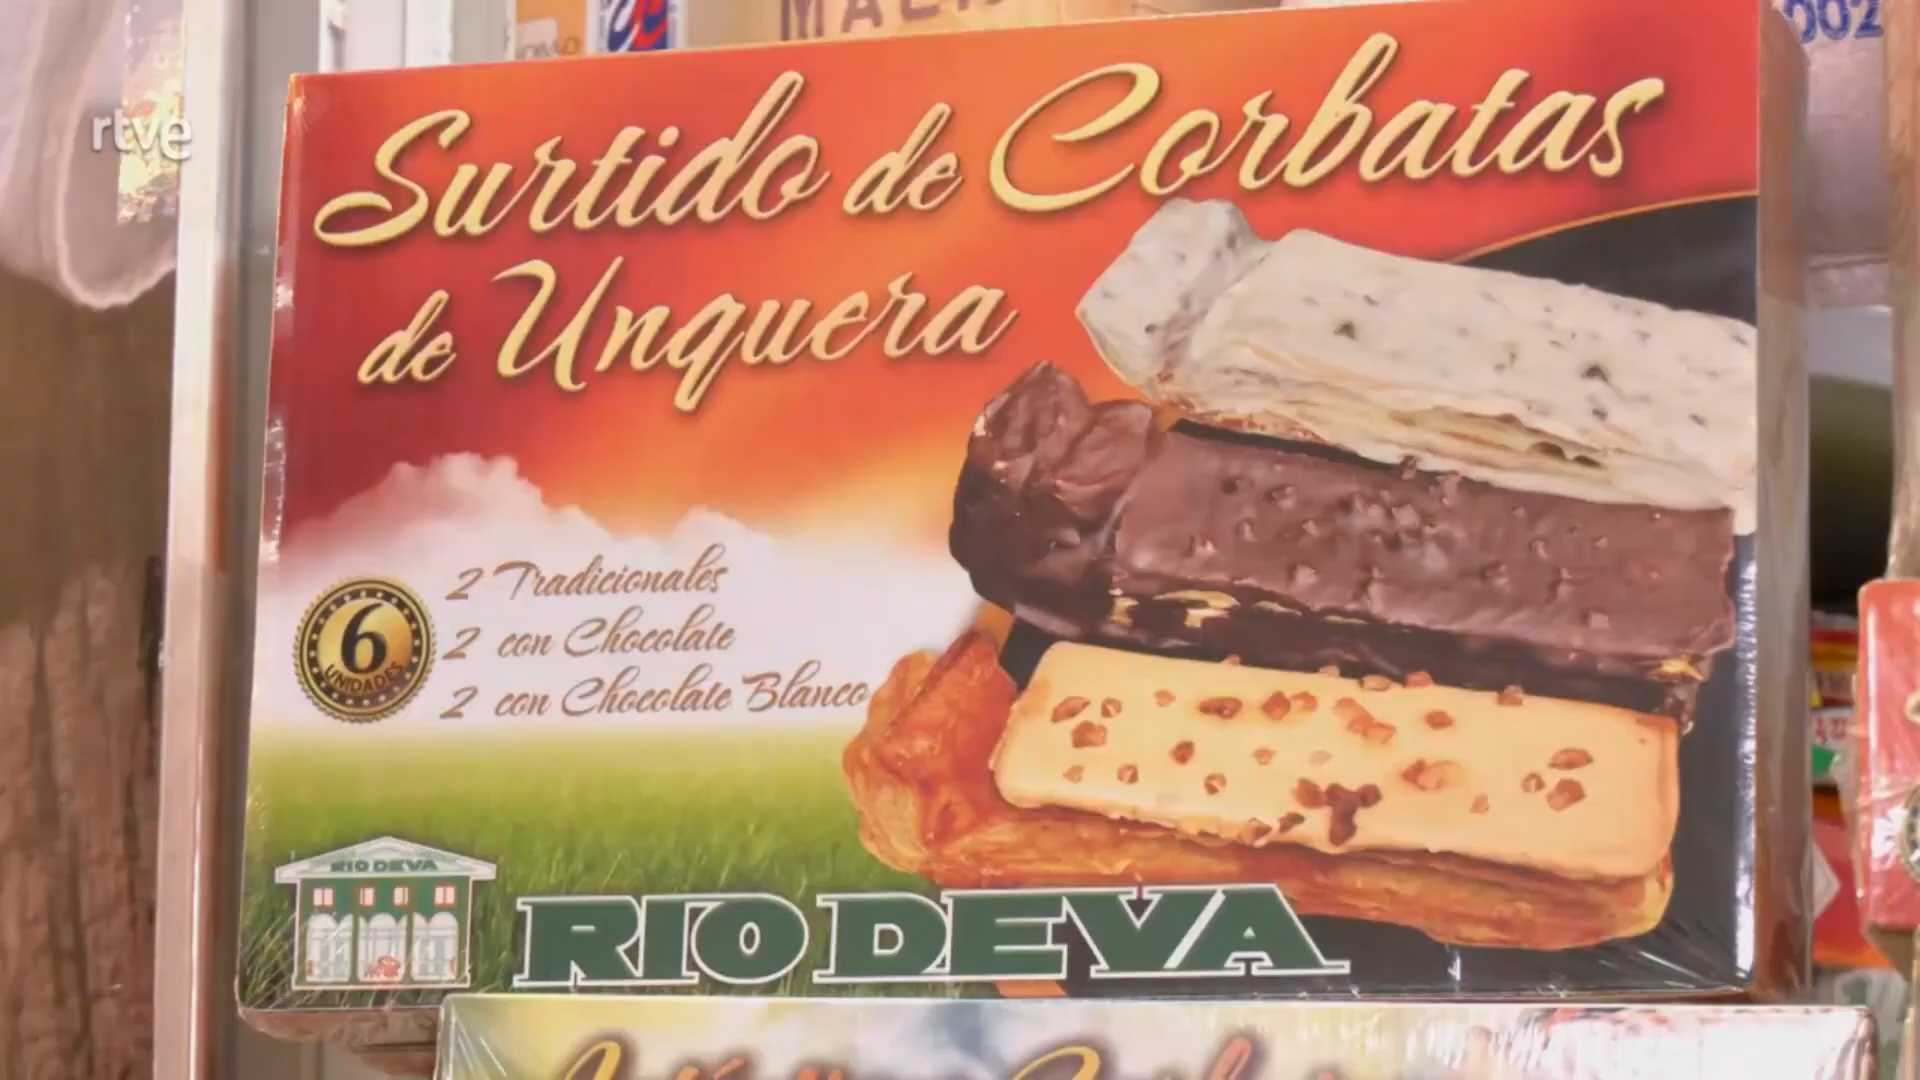 rtve
002
Surtido de Corbatas
de Unquera
2 Tradicionales
2 con Chocolate
2 con Chocolate Blanco
6
UNIDADES
RIO DEVA
RIO DEVA